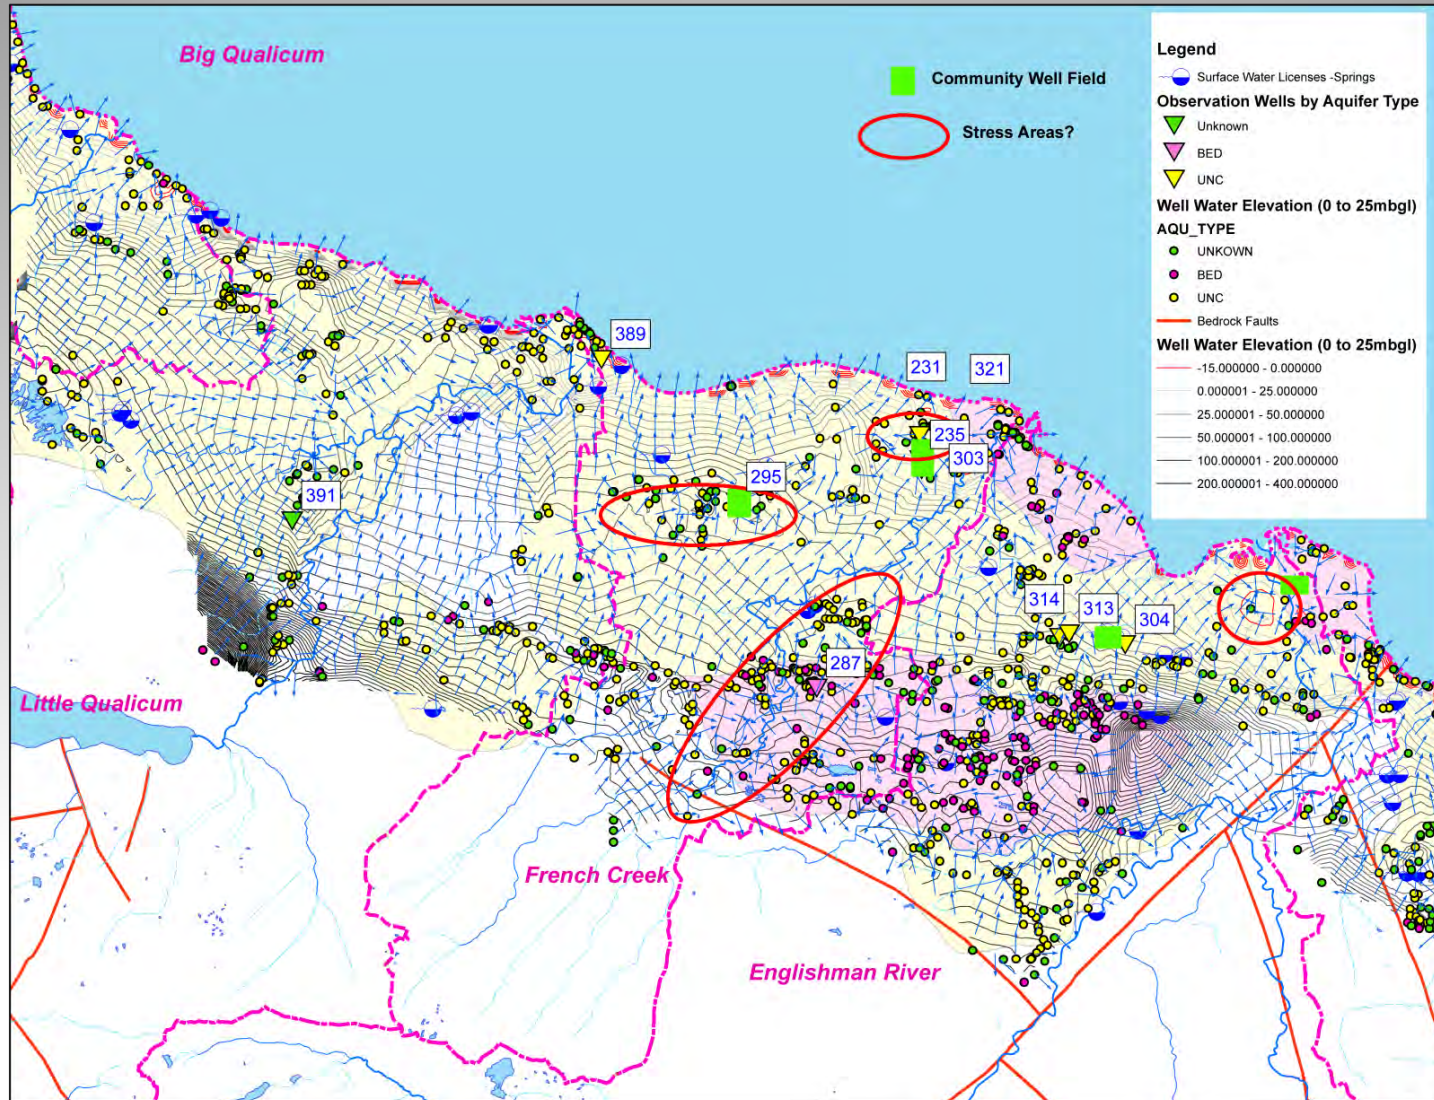 Big Qualicum
Community Well Field
Stress Areas?
Legend
Surface Water Licenses -Springs
Observation Wells by Aquifer Type
Unknown
BED
UNC
Well Water Elevation (0 to 25mbgl)
AQU_TYPE
UNKOWN
BED
UNC
Bedrock Faults
Well Water Elevation (0 to 25mbgl)
-15.000000 - 0.000000
0.000001 - 25.000000
25.000001 - 50.000000
50.000001 - 100.000000
100.000001 - 200.000000
200.000001 - 400.000000
389
231
321
235
303
295
391
314
313
304
287
Little Qualicum
French Creek
Englishman River